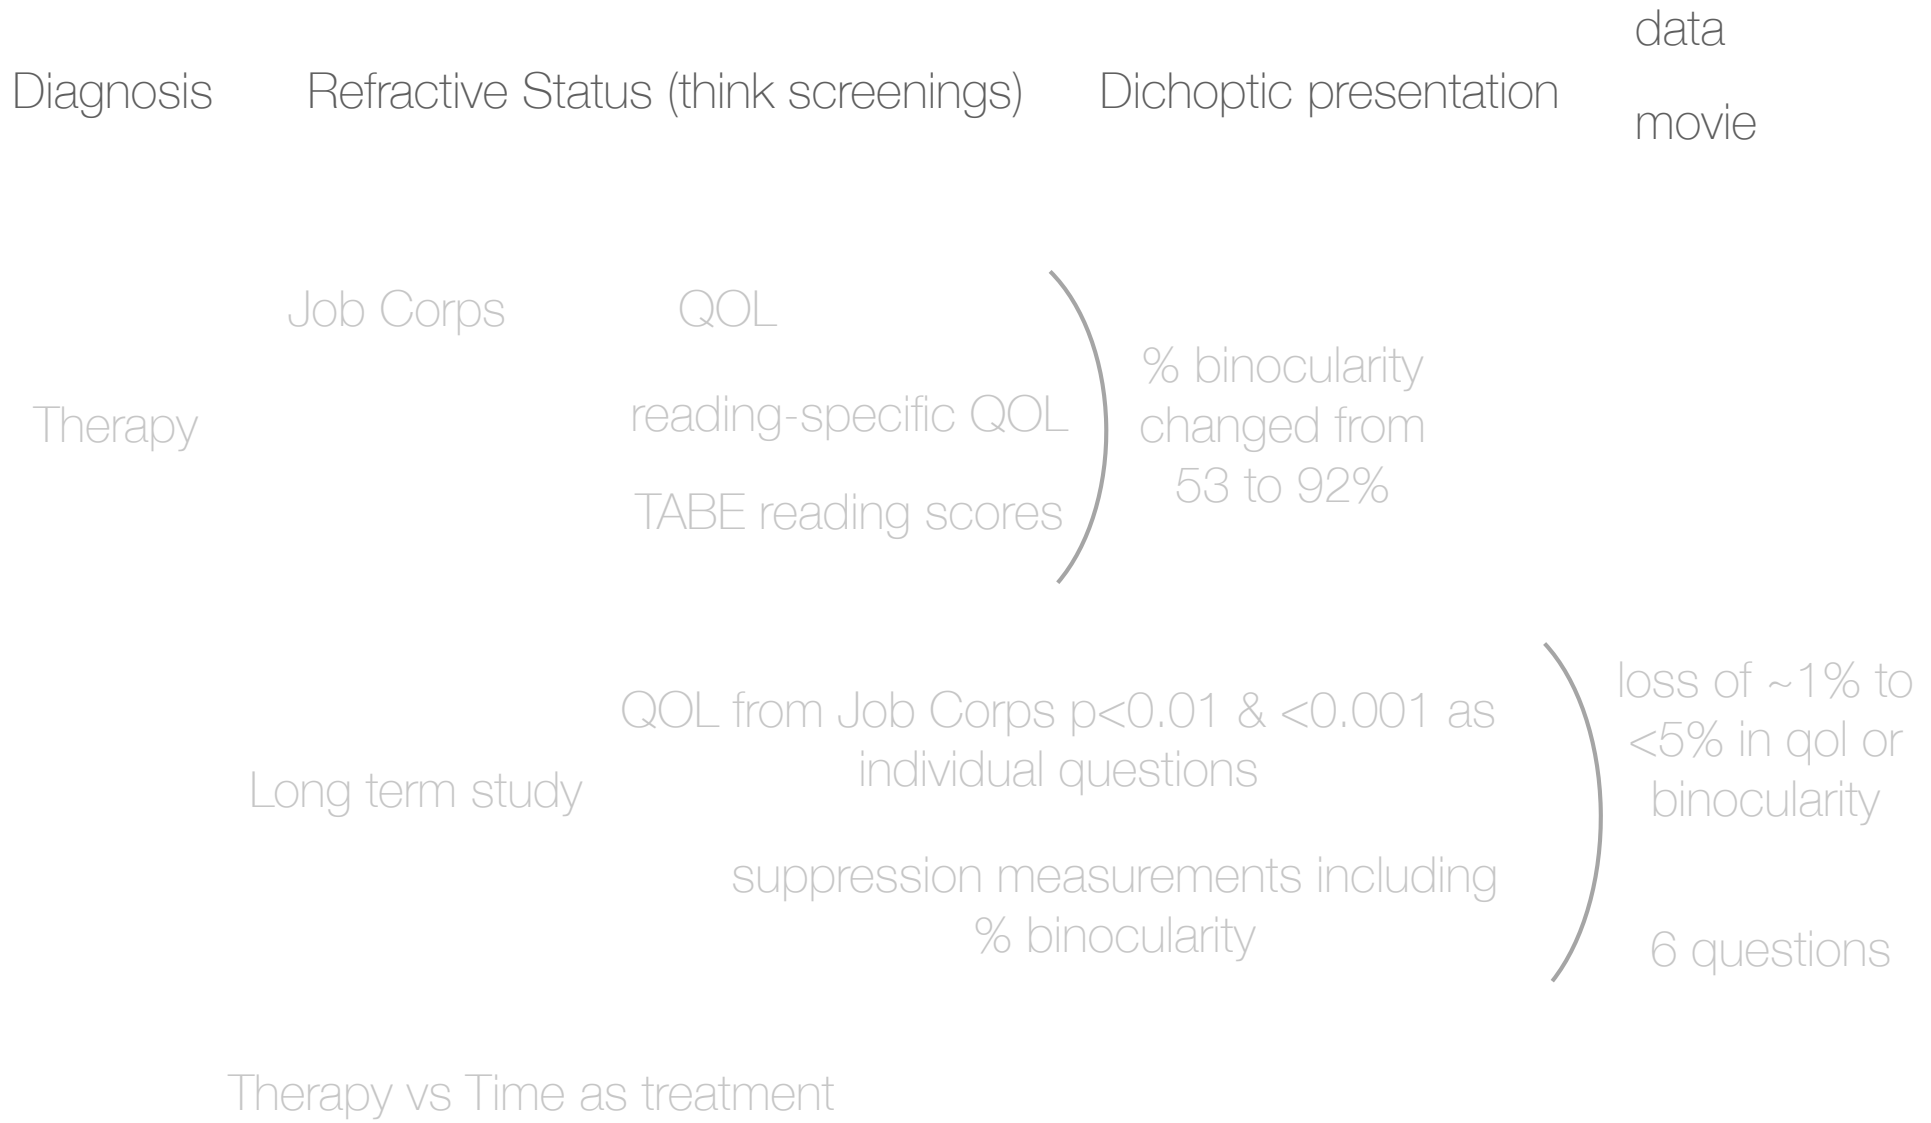 data
Diagnosis
Refractive Status (think screenings)
Dichoptic presentation
movie
Job Corps
QOL
% binocularity
changed from
53 to 92%
Therapy
reading-specific QOL
TABE reading scores
loss of ~1% to
<5% in qol or
binocularity
QOL from Job Corps p<0.01 & <0.001 as
individual questions
Long term study
suppression measurements including
% binocularity
6 questions
Therapy vs Time as treatment